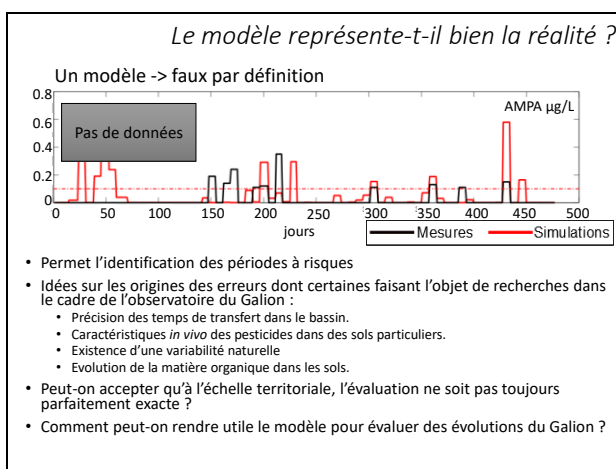 Le modèle représente-t-il bien la réalité ?
Un modèle -> faux par définition
0.8
0.6
0.4
0.2
0
AMPA µg/L
Pas de données
0 50 100 150 200 250 300 350 400 450 500
jours
Mesures Simulations
• Permet l'identification des périodes à risques
• Idées sur les origines des erreurs dont certaines faisant l'objet de recherches dans
le cadre de l'observatoire du Galion :
• Précision des temps de transfert dans le bassin.
• Caractéristiques in vivo des pesticides dans des sols particuliers.
• Existence d'une variabilité naturelle
• Evolution de la matière organique dans les sols.
• Peut-on accepter qu'à l'échelle territoriale, l'évaluation ne soit pas toujours
parfaitement exacte ?
• Comment peut-on rendre utile le modèle pour évaluer des évolutions du Galion ?